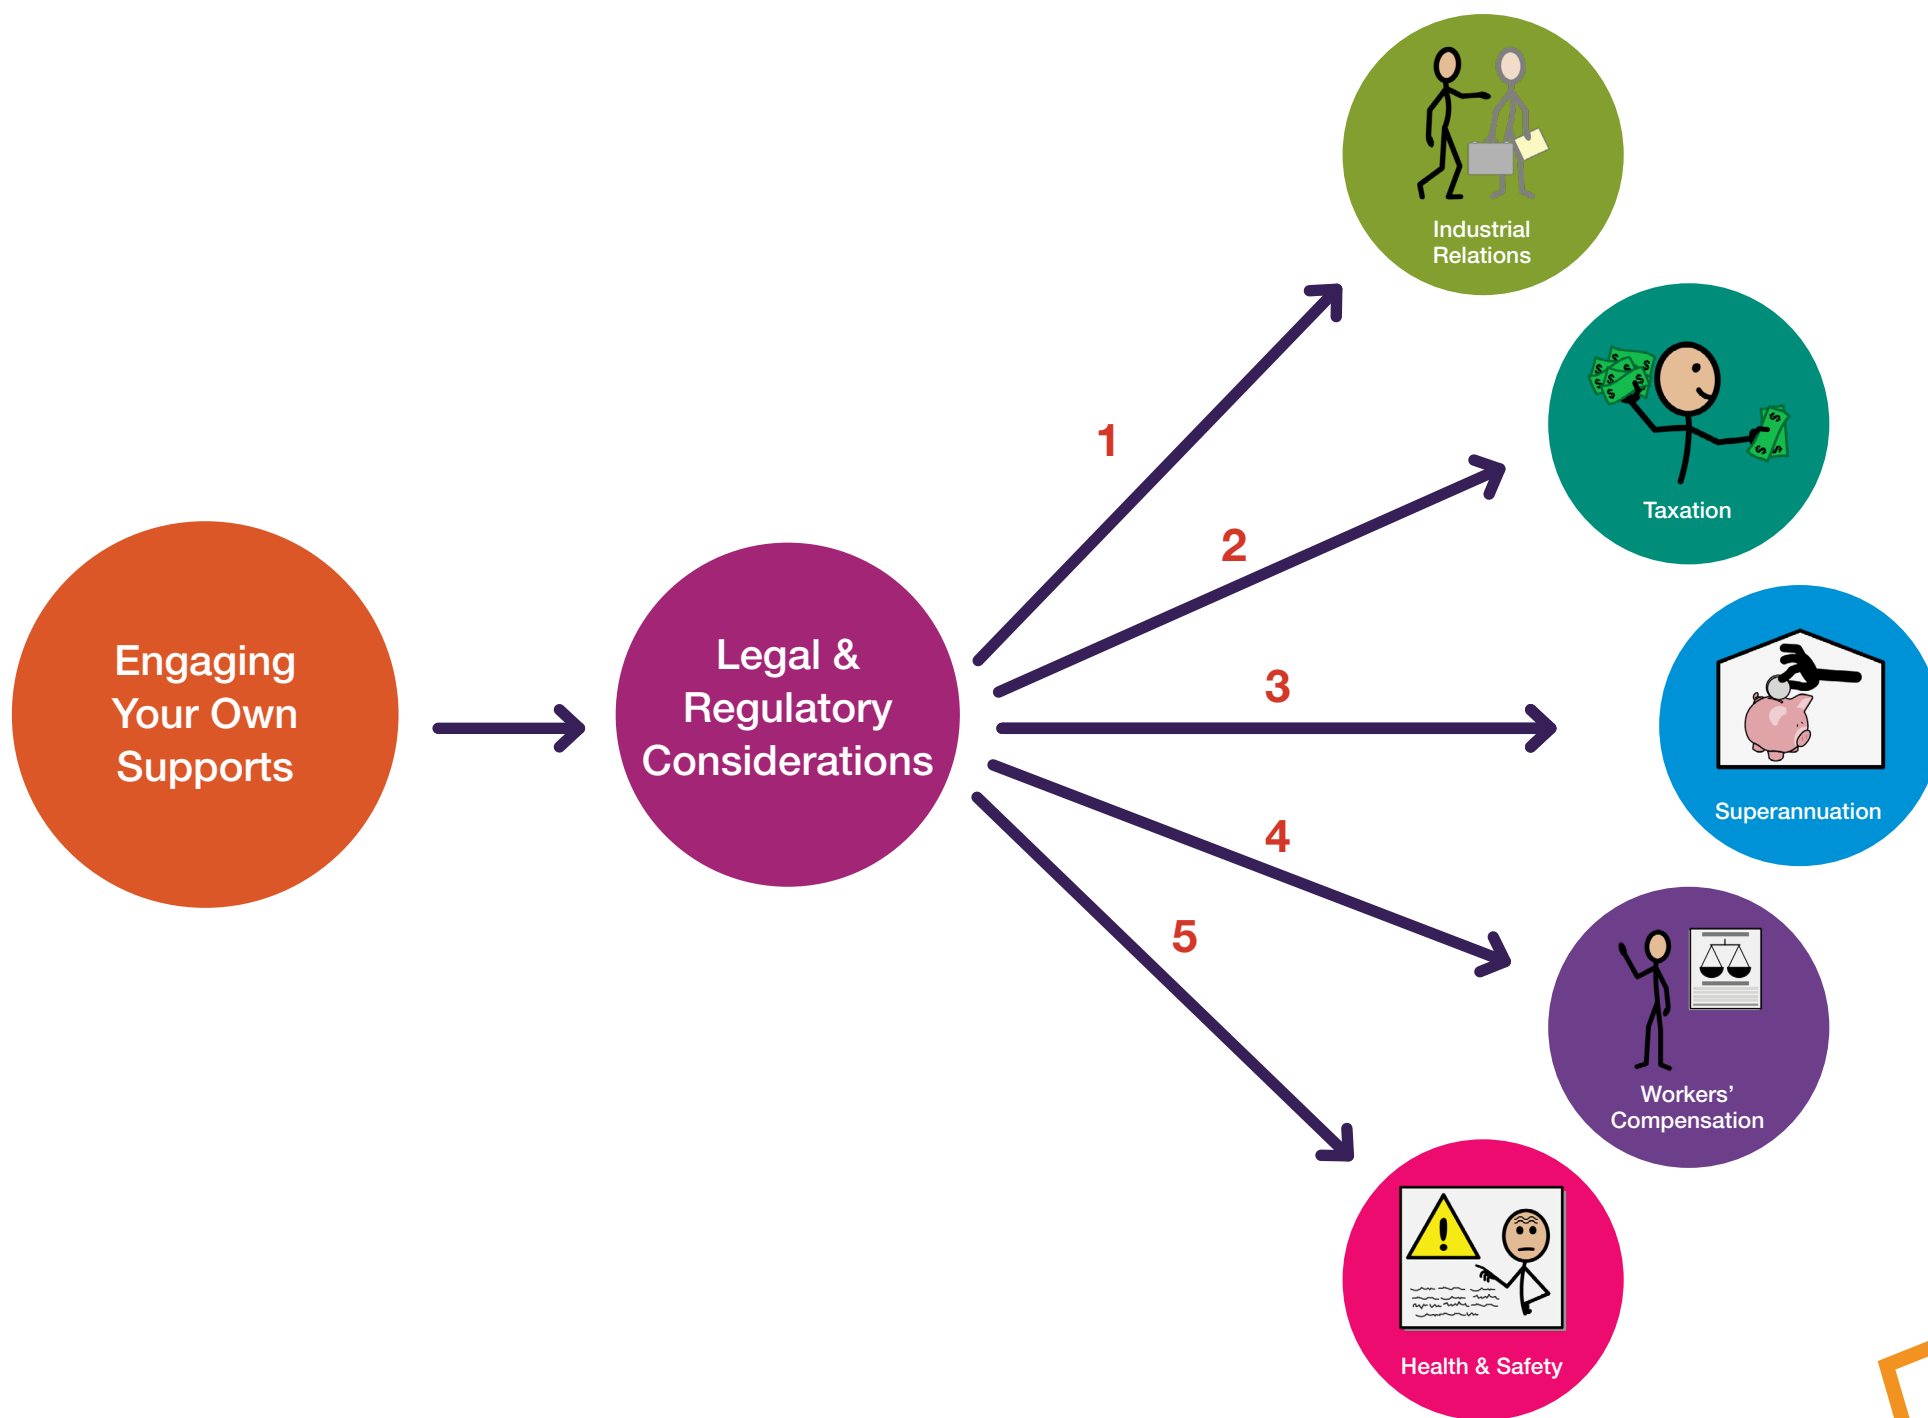 Engaging
Your Own
Supports
Legal &
Regulatory
Considerations
1
Industrial
Relations
2
Taxation
3
Superannuation
4
Workers’
Compensation
5
Health & Safety